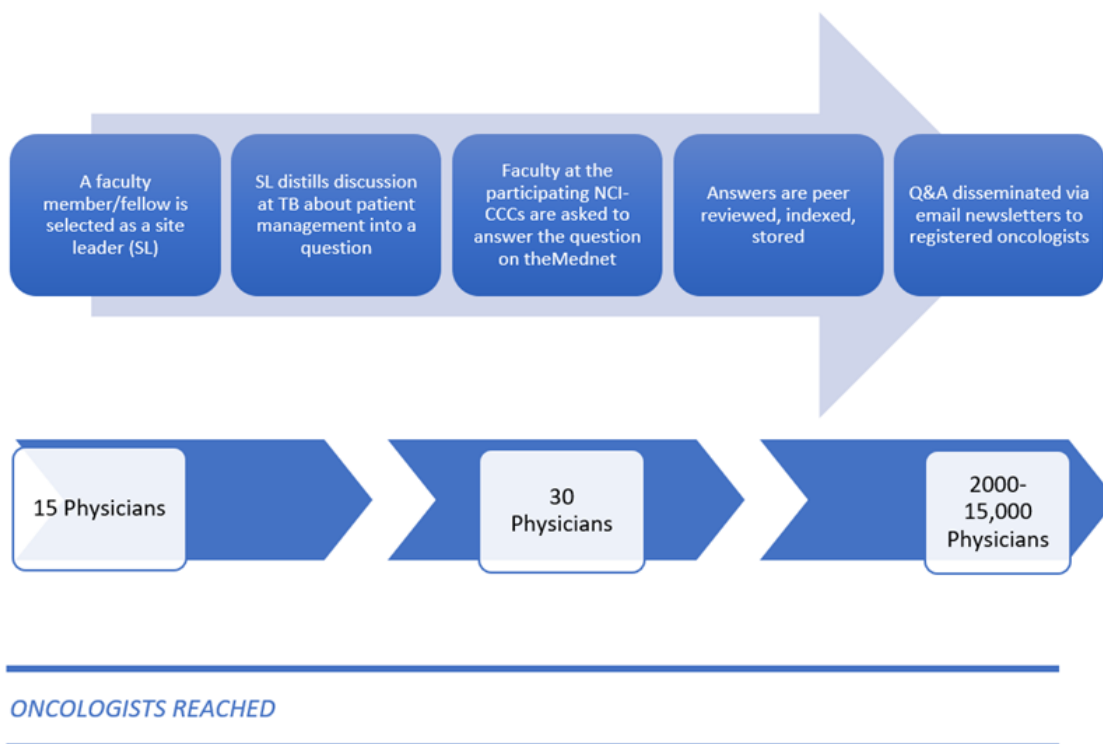 A faculty
member/fellow is
selected as a site
leader (SL)
SL distills discussion
at TB about patient
management into a
question
Faculty at the
participating NCI-
CCCs are asked to
answer the question
on theMednet
Answers are peer
reviewed, indexed,
stored
Q&A disseminated via
email newsletters to
registered oncologists
15 Physicians
30
Physicians
2000-
15,000
Physicians
ONCOLOGISTS REACHED